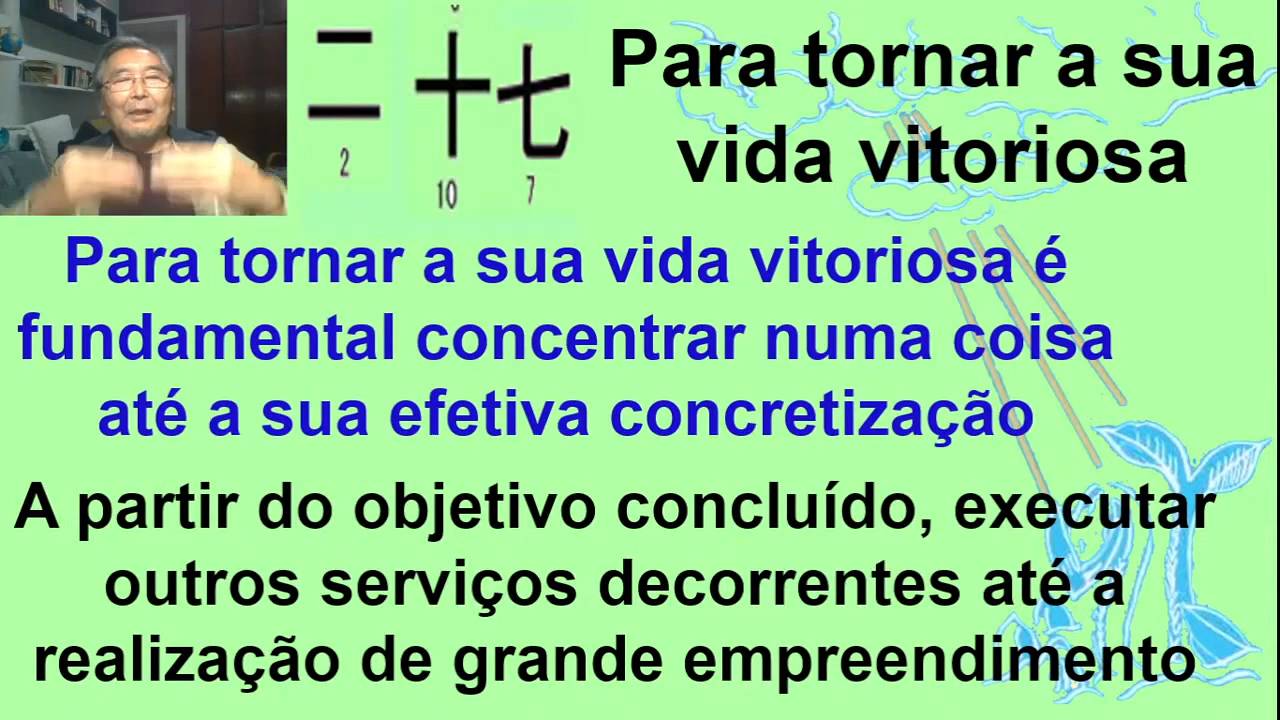 二十七
2 10 7
Para tornar a sua
vida vitoriosa
Para tornar a sua vida vitoriosa é
fundamental concentrar numa coisa
até a sua efetiva concretização
A partir do objetivo concluído, executar
outros serviços decorrentes até a
realização de grande empreendimento